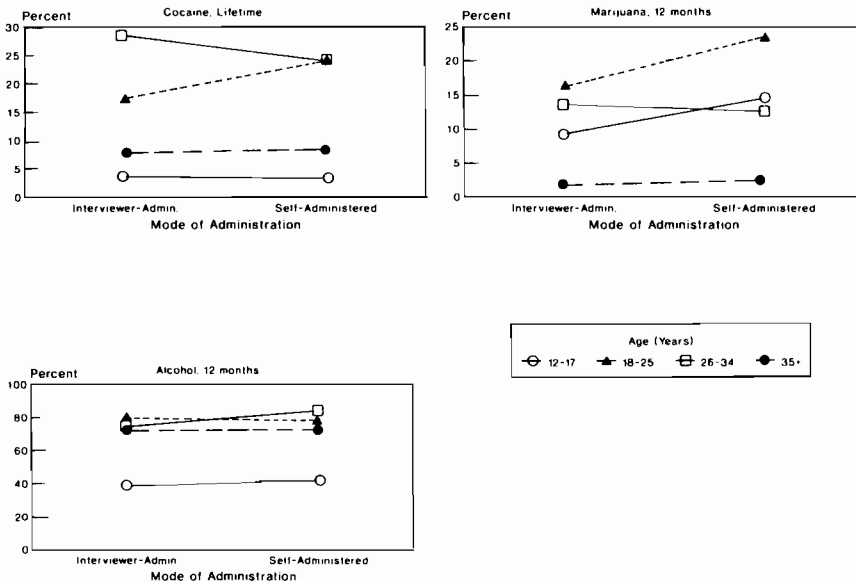 Cocaine, Lifetime
Percent
30
25
20
15
10
5
0
Interviewer-Admin. Self-Administered
Mode of Administration
Marijuana, 12 months
Percent
25
20
15
10
5
0
Interviewer-Admin. Self-Administered
Mode of Administration
Age (Years)
12-17 18-25 26-34 35+
Alcohol, 12 months
Percent
100
80
60
40
20
0
Interviewer-Admin Self-Administered
Mode of Administration